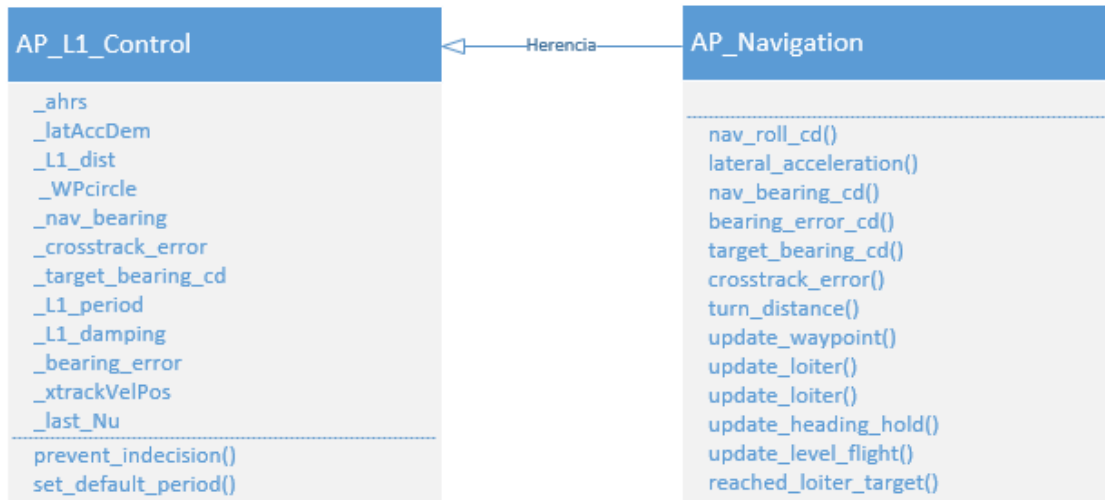 AP_L1_Control
Herencia
AP_Navigation
_ahrs
_latAccDem
_L1_dist
_WPcircle
_nav_bearing
_crosstrack_error
_target_bearing_cd
_L1_period
_L1_damping
_bearing_error
_xtrackVelPos
_last_Nu
prevent_indecision()
set_default_period()
nav_roll_cd()
lateral_acceleration()
nav_bearing_cd()
bearing_error_cd()
target_bearing_cd()
crosstrack_error()
turn_distance()
update_waypoint()
update_loiter()
update_loiter()
update_heading_hold()
update_level_flight()
reached_loiter_target()